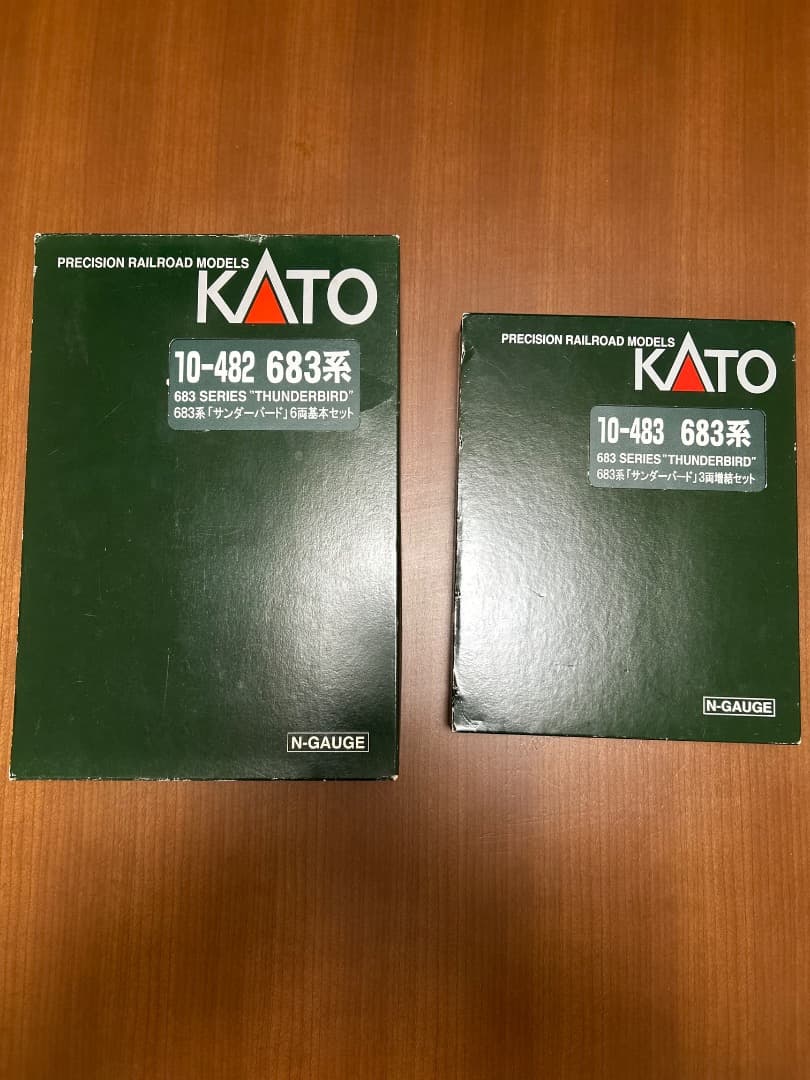 PRECISION RAILROAD MODELS
KATO
10-482 683系
683 SERIES "THUNDERBIRD"
683系「サンダーバード」6両基本セット
N-GAUGE
PRECISION RAILROAD MODELS
KATO
10-483 683系
683 SERIES "THUNDERBIRD"
683系「サンダーバード」3両増結セット
N-GAUGE